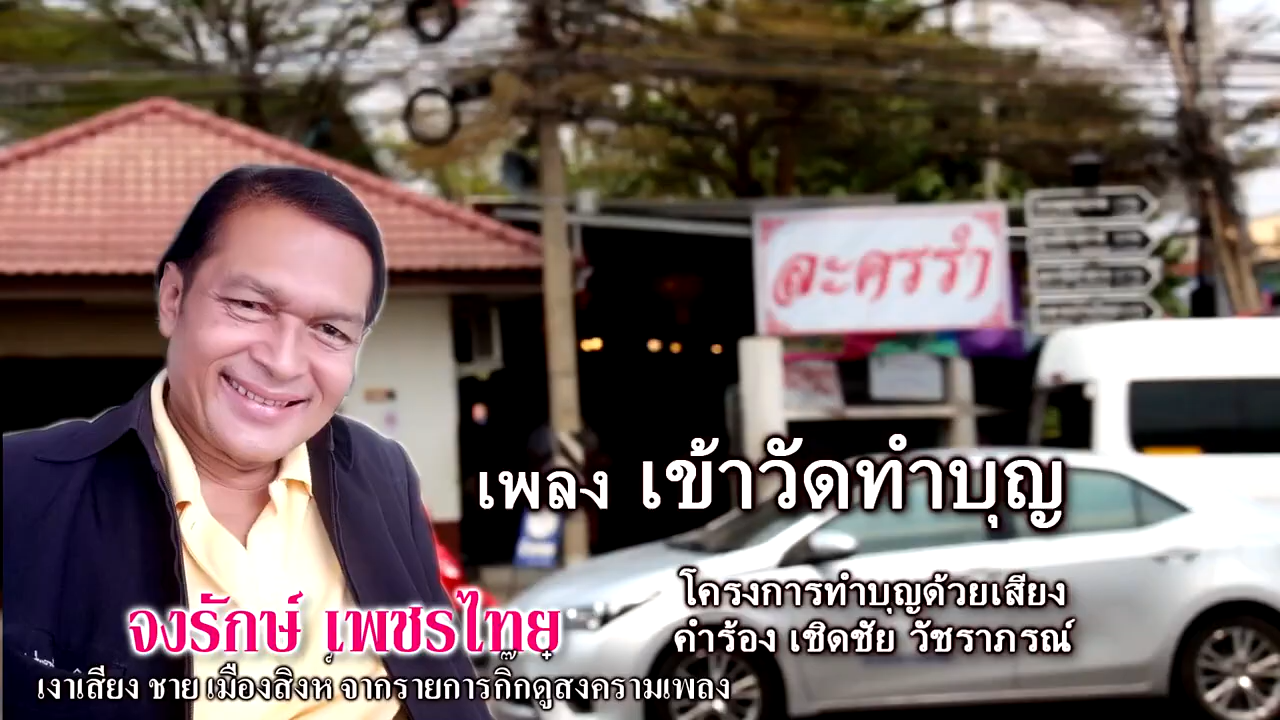 ละครรำ
เพลง เข้าวัดทำบุญ
โครงการทำบุญด้วยเสียง
คำร้อง เชิดชัย วัชราภรณ์
จงรักษ์ เพชรไทย
เงาเสียง ชาย เมืองสิงห์ จากรายการกิ๊กดู๋สงครามเพลง